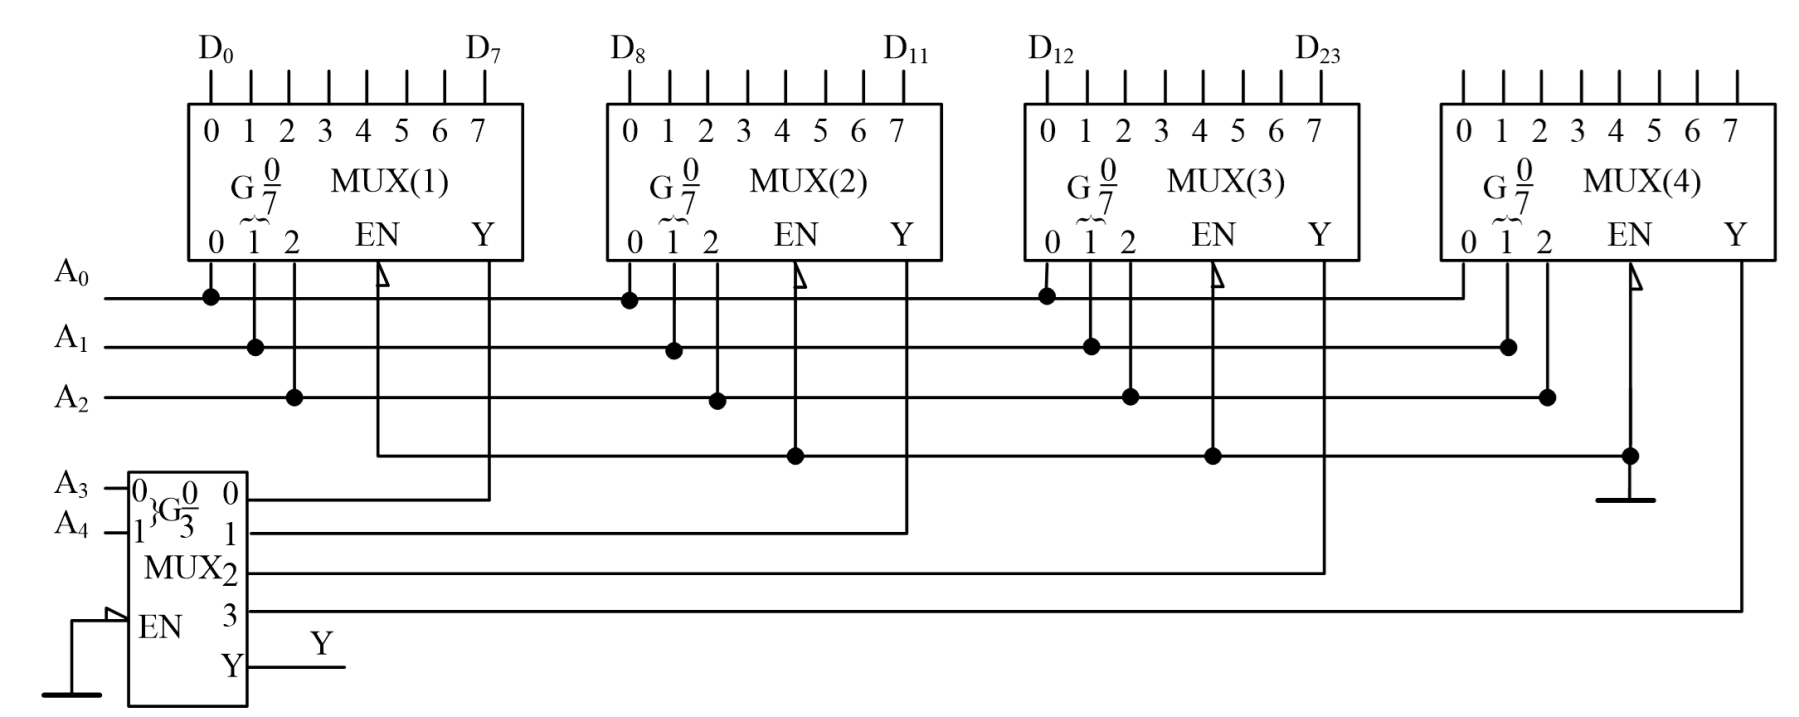 D₀ D₇ D₈ D₁₁ D₁₂ D₂₃
0 1 2 3 4 5 6 7 0 1 2 3 4 5 6 7 0 1 2 3 4 5 6 7 0 1 2 3 4 5 6 7
G 0/7 MUX(1) G 0/7 MUX(2) G 0/7 MUX(3) G 0/7 MUX(4)
0 1 2 EN Y 0 1 2 EN Y 0 1 2 EN Y 0 1 2 EN Y
A₀
A₁
A₂
A₃ 0 }G 0/3 0
A₄ 1 1
MUX 2
3
EN
Y Y